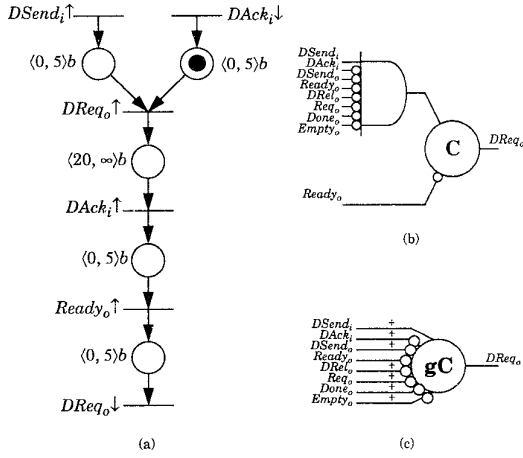 DSend_i↑
DAck_i↓
⟨0, 5⟩b
⟨0, 5⟩b
DReq_o↑
⟨20, ∞⟩b
DAck_i↑
⟨0, 5⟩b
Ready_o↑
⟨0, 5⟩b
DReq_o↓
(a)
DSend_i
DAck_i
DSend_o
Ready_o
DRel_o
Req_o
Done_o
Empty_o
C
DReq_o
Ready_o
(b)
DSend_i +
DAck_i
DSend_o +
Ready_o
DRel_o +
Req_o +
Done_o +
Empty_o +
gC
DReq_o
(c)